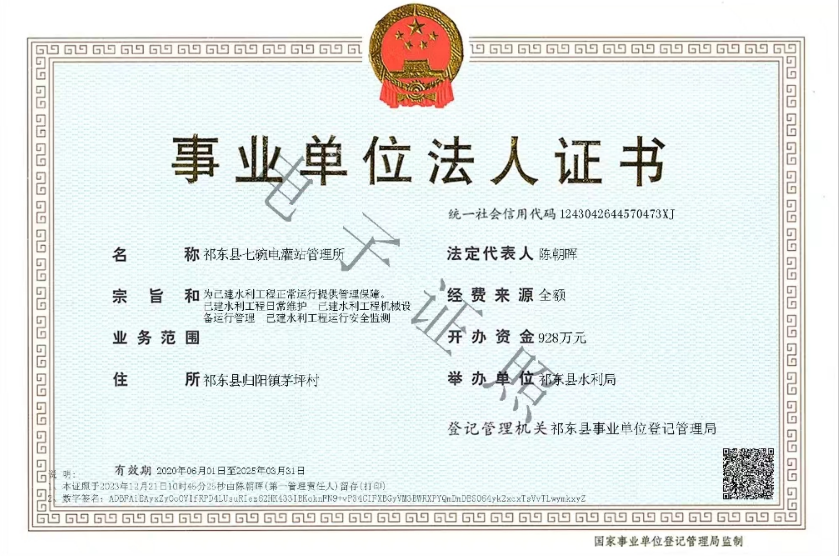 事业单位法人证书
统一社会信用代码 1243042644570473XJ
名称 祁东县七碗电灌站管理所
法定代表人 陈朝晖
宗旨和 为已建水利工程正常运行提供管理保障。
已建水利工程日常维护 已建水利工程机械设
备运行管理 已建水利工程运行安全监测
业务范围
经费来源 全额
开办资金 928万元
住所 祁东县归阳镇茅坪村
举办单位 祁东县水利局
登记管理机关 祁东县事业单位登记管理局
电子证照
有效期 2020年06月01日至2025年03月31日
说明:
1、本证照于2023年12月21日10时45分25秒由陈朝晖(第一管理责任人)留存(打印)
2、数字签名:
国家事业单位登记管理局监制